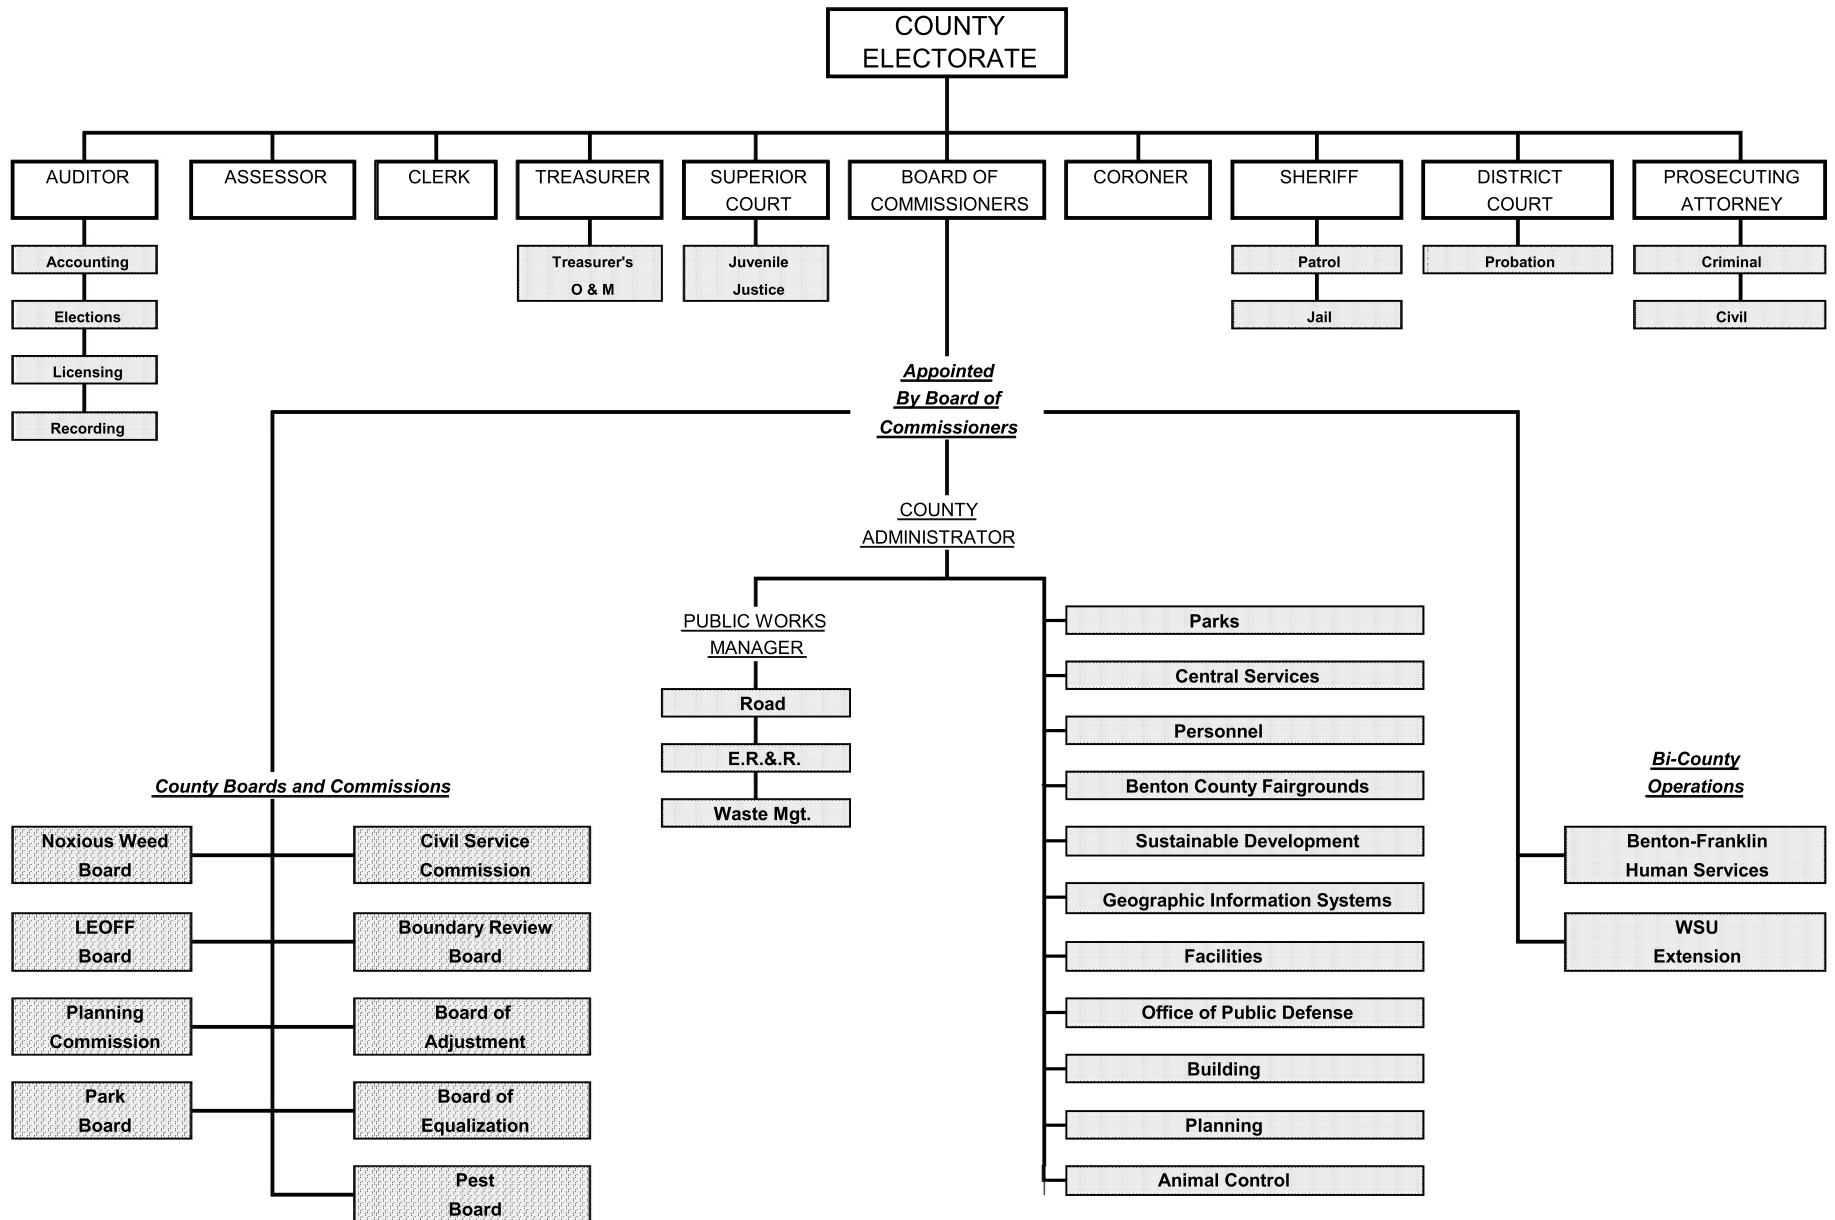 COUNTY
ELECTORATE
AUDITOR
Accounting
Elections
Licensing
Recording
ASSESSOR
CLERK
TREASURER
Treasurer's
O & M
SUPERIOR
COURT
Juvenile
Justice
BOARD OF
COMMISSIONERS
CORONER
SHERIFF
Patrol
Jail
DISTRICT
COURT
Probation
PROSECUTING
ATTORNEY
Criminal
Civil
Appointed
By Board of
Commissioners
COUNTY
ADMINISTRATOR
PUBLIC WORKS
MANAGER
Road
E.R.&.R.
Waste Mgt.
Parks
Central Services
Personnel
Benton County Fairgrounds
Sustainable Development
Geographic Information Systems
Facilities
Office of Public Defense
Building
Planning
Animal Control
County Boards and Commissions
Noxious Weed
Board
Civil Service
Commission
LEOFF
Board
Boundary Review
Board
Planning
Commission
Board of
Adjustment
Park
Board
Board of
Equalization
Pest
Board
Bi-County
Operations
Benton-Franklin
Human Services
WSU
Extension